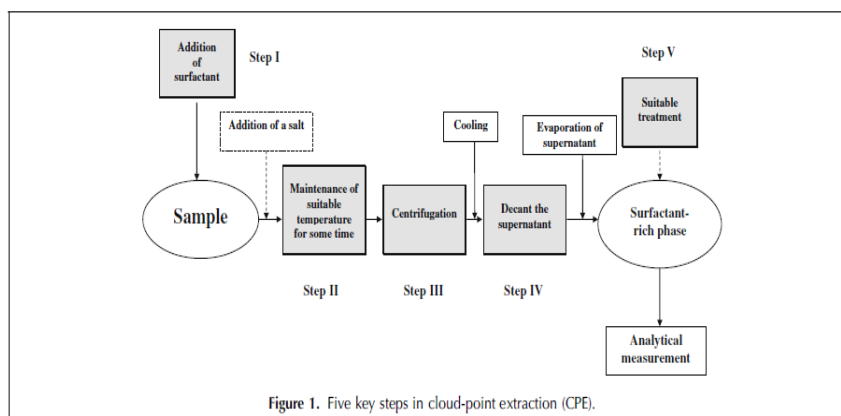 Addition
of
surfactant
Step I
Step V
Suitable
treatment
Addition of a salt
Cooling
Evaporation of
supernatant
Sample
Maintenance of
suitable
temperature
for some time
Centrifugation
Decant the
supernatant
Surfactant-
rich phase
Step II
Step III
Step IV
Analytical
measurement
Figure 1. Five key steps in cloud-point extraction (CPE).